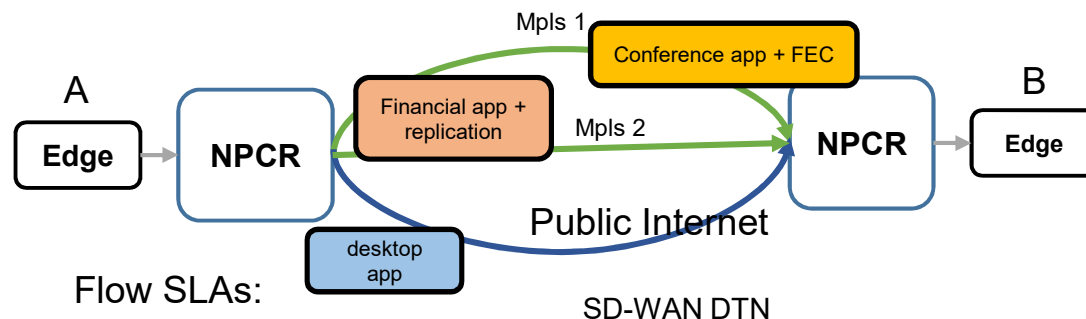 Mpls 1
Conference app + FEC
A
B
Financial app +
replication
Mpls 2
Edge
NPCR
NPCR
Edge
Public Internet
desktop
app
Flow SLAs:
SD-WAN DTN